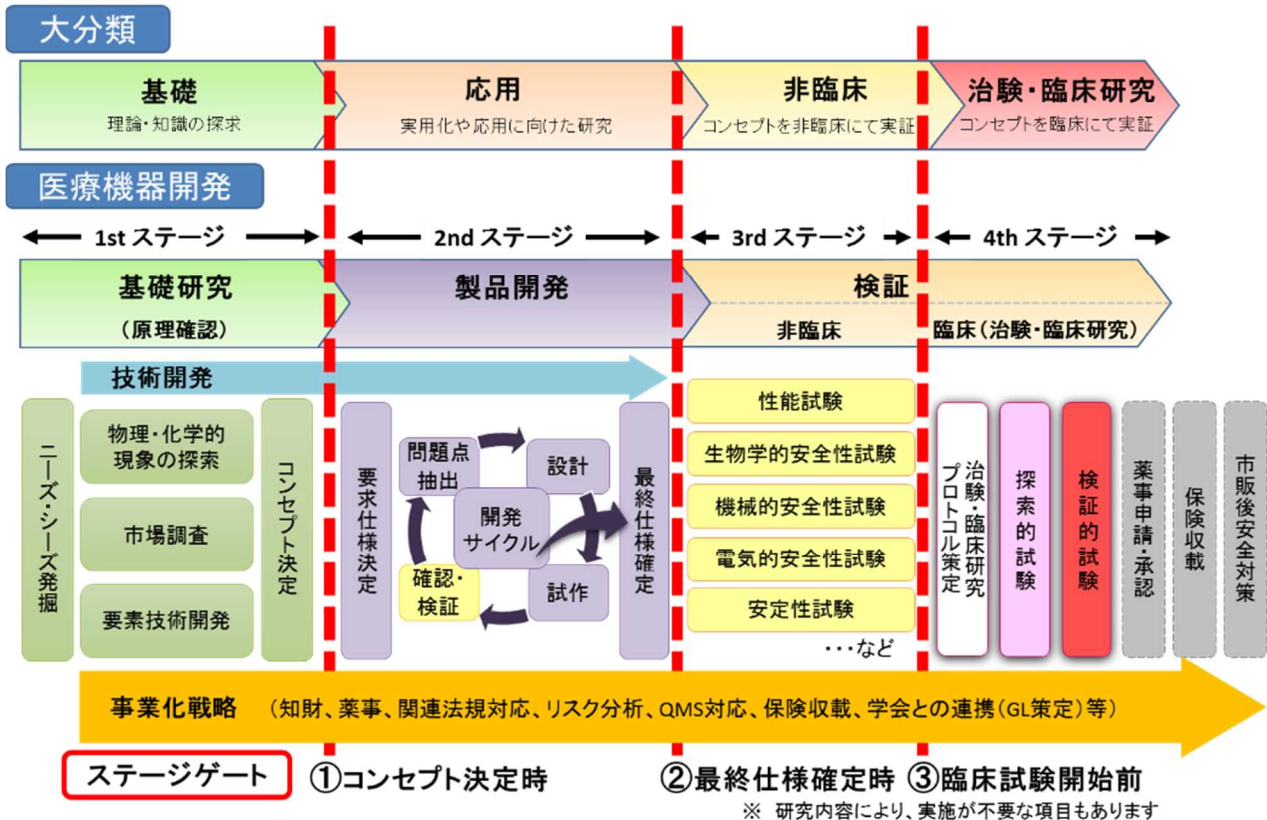 大分類
基礎
理論・知識の探求
応用
実用化や応用に向けた研究
非臨床
コンセプトを非臨床にて実証
治験・臨床研究
コンセプトを臨床にて実証
医療機器開発
1st ステージ
2nd ステージ
3rd ステージ
4th ステージ
基礎研究
(原理確認)
製品開発
検証
非臨床
臨床(治験・臨床研究)
技術開発
ニーズ・シーズ発掘
物理・化学的
現象の探索
市場調査
要素技術開発
コンセプト決定
要求仕様決定
問題点
抽出
設計
開発
サイクル
確認・
検証
試作
最終仕様確定
性能試験
生物学的安全性試験
機械的安全性試験
電気的安全性試験
安定性試験
・・・など
治験・臨床研究
プロトコル策定
探索的試験
検証的試験
薬事申請・承認
保険収載
市販後安全対策
事業化戦略 (知財、薬事、関連法規対応、リスク分析、QMS対応、保険収載、学会との連携(GL策定)等)
ステージゲート
①コンセプト決定時
②最終仕様確定時
③臨床試験開始前
※ 研究内容により、実施が不要な項目もあります